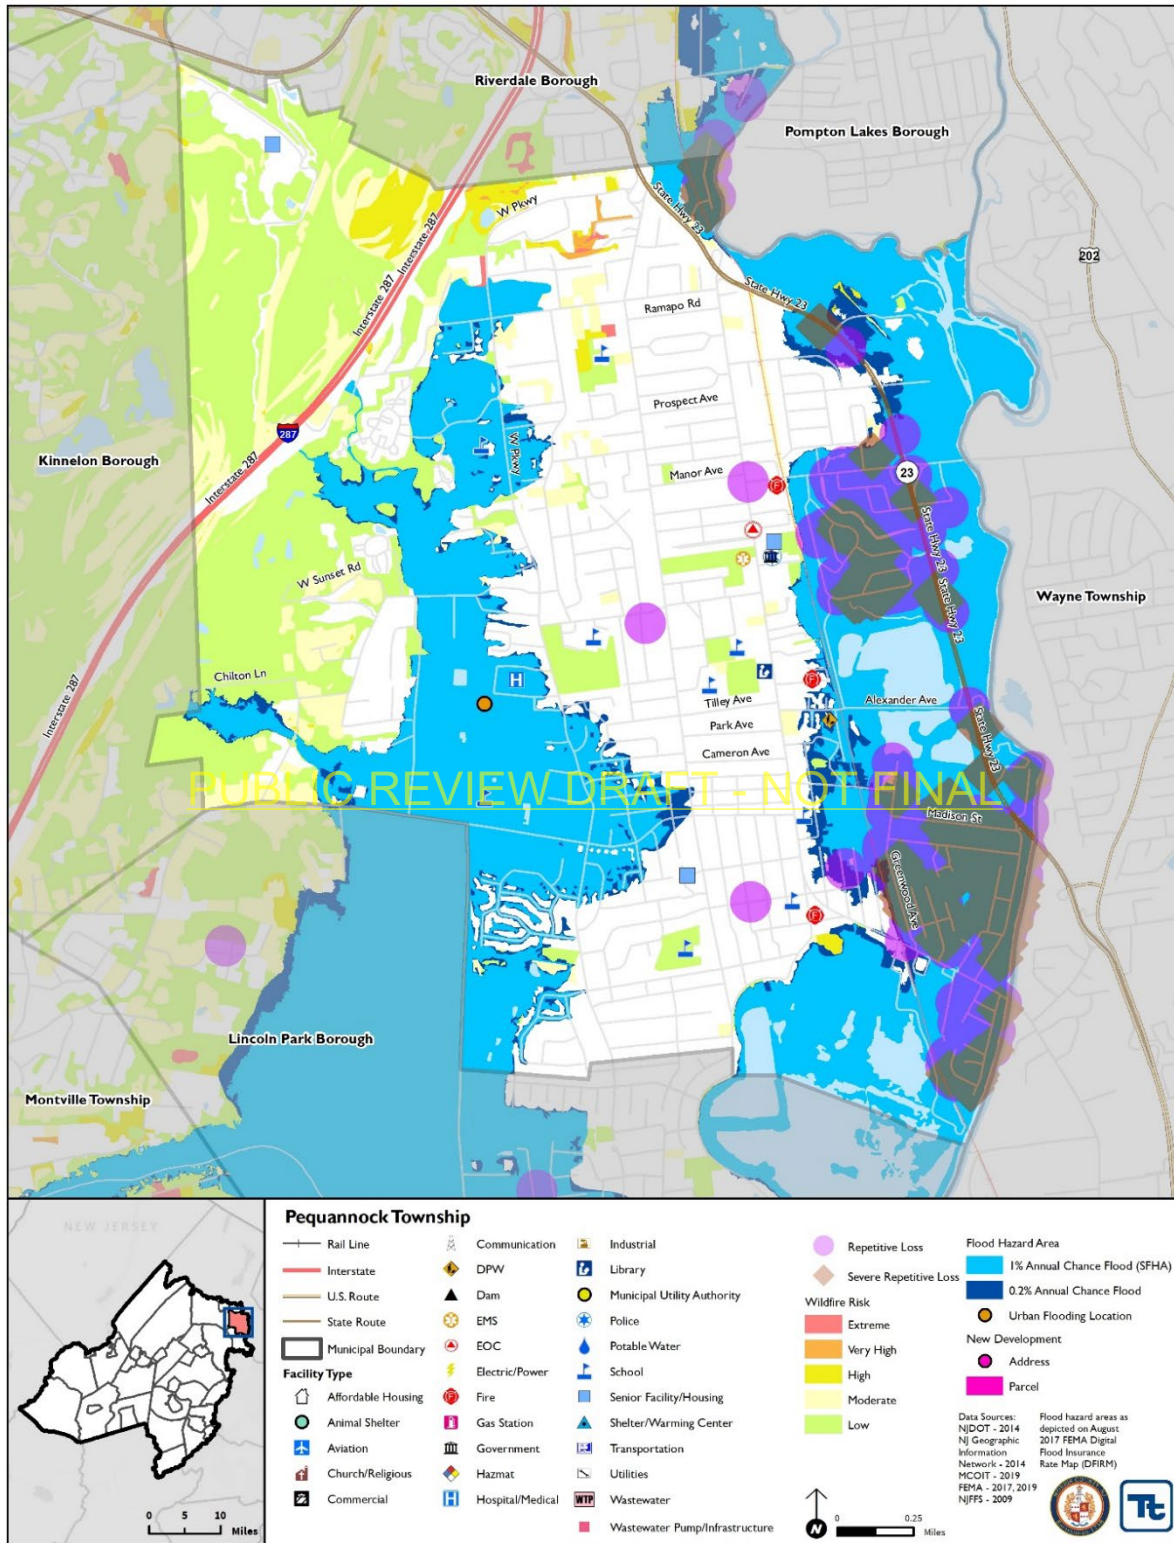 Riverdale Borough
Pompton Lakes Borough
W Pkwy
Interstate 287
Interstate 287
Interstate 287
State Hwy 23
State Hwy 23
202
Ramapo Rd
Prospect Ave
287
W Pkwy
Kinnelon Borough
Interstate 287
Manor Ave
F
23
State Hwy 23
State Hwy 23
W Sunset Rd
Wayne Township
Chilton Ln
H
F
Tilley Ave
Alexander Ave
Park Ave
Cameron Ave
Interstate 287
State Hwy 23
PUBLIC REVIEW DRAFT - NOT FINAL
Madison St
Greenwood Ave
F
Lincoln Park Borough
Montville Township
NEW JERSEY
0 5 10
Miles
Pequannock Township
Rail Line
Interstate
U.S. Route
State Route
Municipal Boundary
Facility Type
Affordable Housing
Animal Shelter
Aviation
Church/Religious
Commercial
Communication
DPW
Dam
EMS
EOC
Electric/Power
F Fire
Gas Station
Government
Hazmat
H Hospital/Medical
Industrial
Library
Municipal Utility Authority
Police
Potable Water
School
Senior Facility/Housing
Shelter/Warming Center
Transportation
Utilities
WTP Wastewater
Wastewater Pump/Infrastructure
Repetitive Loss
Severe Repetitive Loss
Wildfire Risk
Extreme
Very High
High
Moderate
Low
N
0 0.25
Miles
Flood Hazard Area
1% Annual Chance Flood (SFHA)
0.2% Annual Chance Flood
Urban Flooding Location
New Development
Address
Parcel
Data Sources:
NJDOT - 2014
NJ Geographic
Information
Network - 2014
MCOIT - 2019
FEMA - 2017, 2019
NJFFS - 2009
Flood hazard areas as
depicted on August
2017 FEMA Digital
Flood Insurance
Rate Map (DFIRM)
Tt